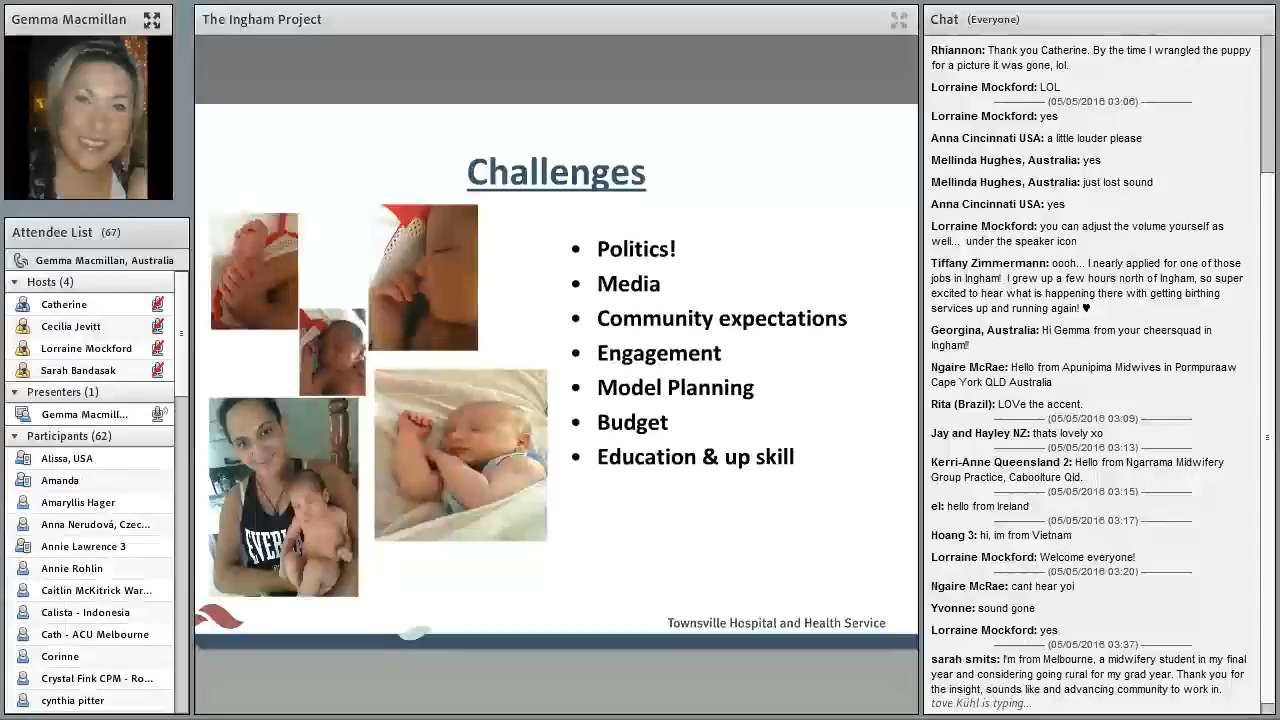 Gemma Macmillan
Attendee List (67)
Gemma Macmillan, Australia
Hosts (4)
Catherine
Cecilia Jevitt
Lorraine Mockford
Sarah Bandasak
Presenters (1)
Gemma Macmill...
Participants (62)
Alissa, USA
Amanda
Amaryllis Hager
Anna Nerudová, Czec...
Annie Lawrence 3
Annie Rohlin
Caitlin McKitrick War...
Calista - Indonesia
Cath - ACU Melbourne
Corinne
Crystal Fink CPM - Ro...
cynthia pitter
The Ingham Project
Challenges
• Politics!
• Media
• Community expectations
• Engagement
• Model Planning
• Budget
• Education & up skill
Townsville Hospital and Health Service
Chat (Everyone)
Rhiannon: Thank you Catherine. By the time I wrangled the puppy
for a picture it was gone, lol.
Lorraine Mockford: LOL
(05/05/2016 03:06)
Lorraine Mockford: yes
Anna Cincinnati USA: a little louder please
Mellinda Hughes, Australia: yes
Mellinda Hughes, Australia: just lost sound
Anna Cincinnati USA: yes
Lorraine Mockford: you can adjust the volume yourself as
well... under the speaker icon
Tiffany Zimmermann: oooh... I nearly applied for one of those
jobs in Ingham! I grew up a few hours north of Ingham, so super
excited to hear what is happening there with getting birthing
services up and running again! ♥
Georgina, Australia: Hi Gemma from your cheersquad in
Ingham!!
Ngaire McRae: Hello from Apunipima Midwives in Pormpuraaw
Cape York QLD Australia
Rita (Brazil): LOVe the accent.
(05/05/2016 03:09)
Jay and Hayley NZ: thats lovely xo
(05/05/2016 03:13)
Kerri-Anne Queensland 2: Hello from Ngarrama Midwifery
Group Practice, Caboolture Qld.
(05/05/2016 03:15)
el: hello from Ireland
(05/05/2016 03:17)
Hoang 3: hi, im from Vietnam
Lorraine Mockford: Welcome everyone!
(05/05/2016 03:20)
Ngaire McRae: cant hear yoi
Yvonne: sound gone
Lorraine Mockford: yes
(05/05/2016 03:37)
sarah smits: I'm from Melbourne, a midwifery student in my final
year and considering going rural for my grad year. Thank you for
the insight, sounds like and advancing community to work in.
tove Kühl is typing...